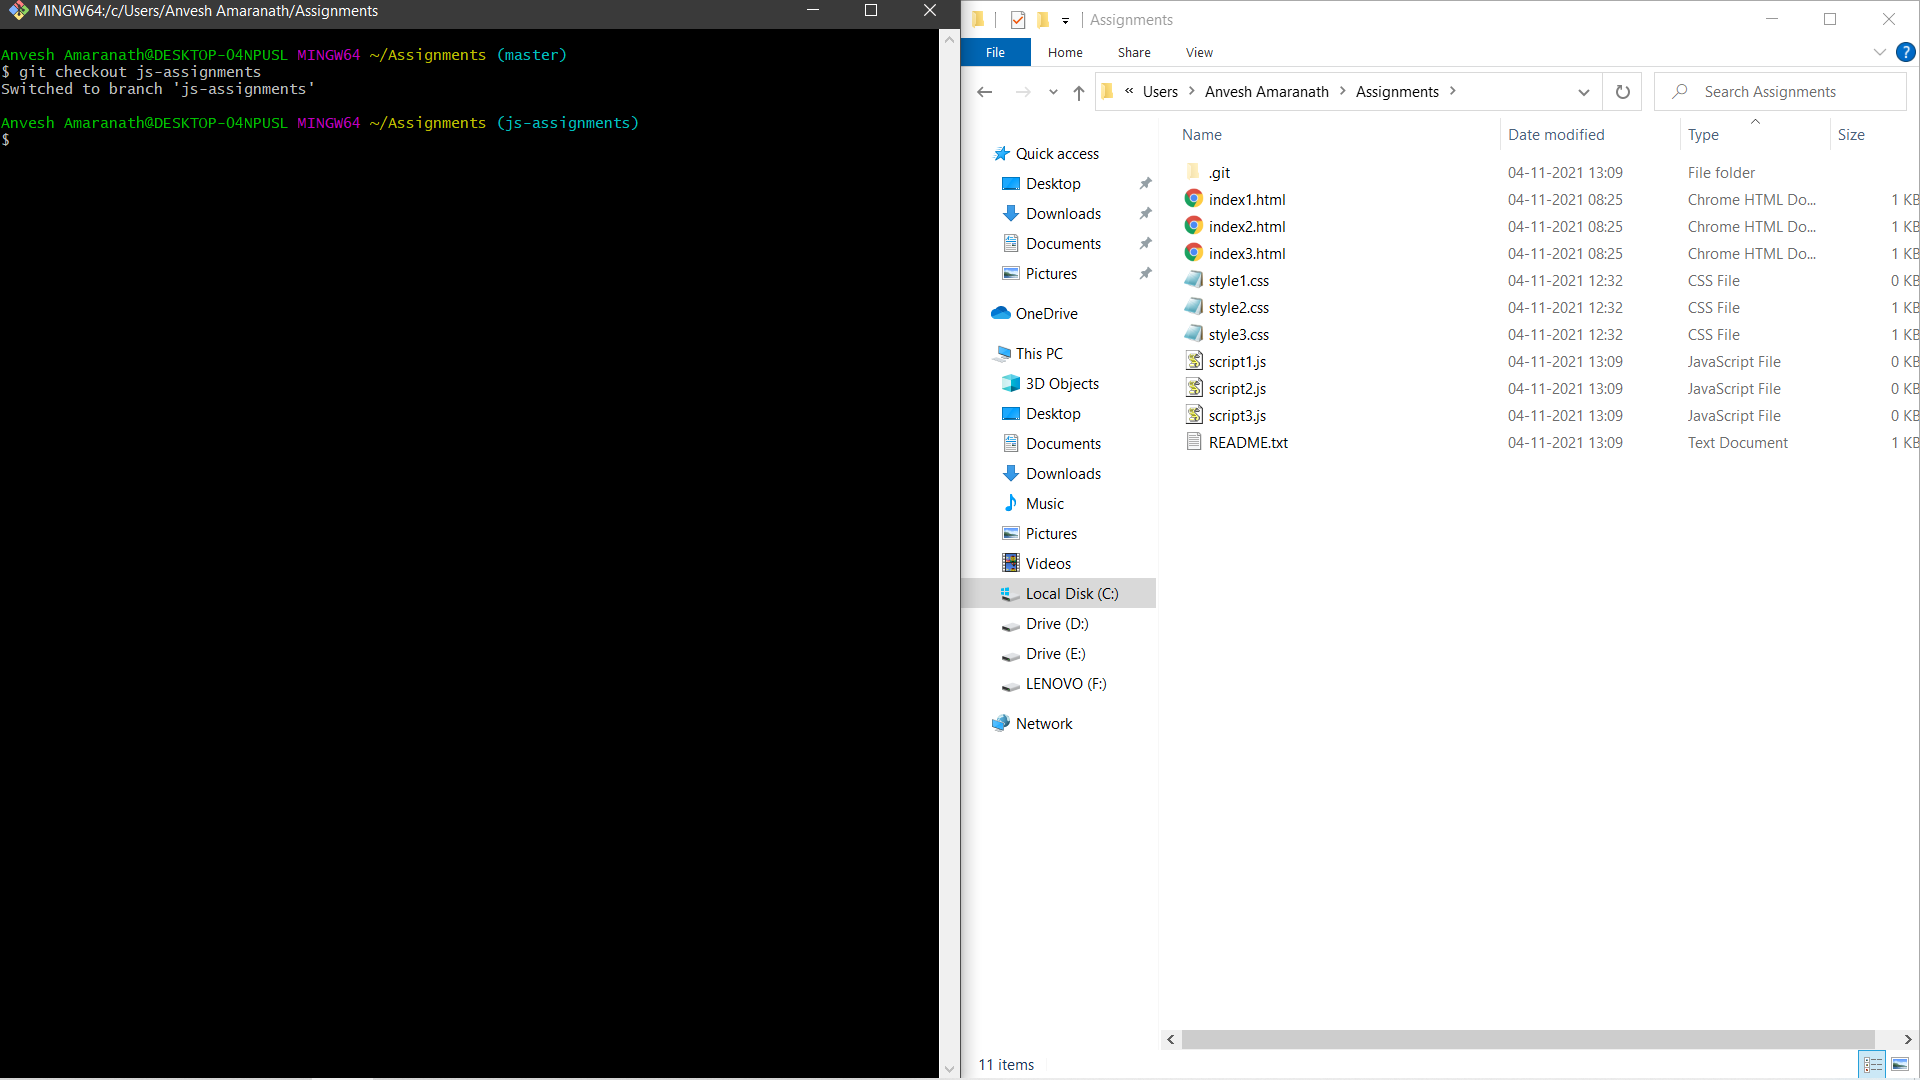 MINGW64:/c/Users/Anvesh Amaranath/Assignments
Anvesh Amaranath@DESKTOP-O4NPUSL MINGW64 ~/Assignments (master)
$ git checkout js-assignments
Switched to branch 'js-assignments'
Anvesh Amaranath@DESKTOP-O4NPUSL MINGW64 ~/Assignments (js-assignments)
$
Assignments
File Home Share View
« Users > Anvesh Amaranath > Assignments >
Search Assignments
Quick access
Desktop
Downloads
Documents
Pictures
OneDrive
This PC
3D Objects
Desktop
Documents
Downloads
Music
Pictures
Videos
Local Disk (C:)
Drive (D:)
Drive (E:)
LENOVO (F:)
Network
Name Date modified Type Size
.git 04-11-2021 13:09 File folder
index1.html 04-11-2021 08:25 Chrome HTML Do... 1 KB
index2.html 04-11-2021 08:25 Chrome HTML Do... 1 KB
index3.html 04-11-2021 08:25 Chrome HTML Do... 1 KB
style1.css 04-11-2021 12:32 CSS File 0 KB
style2.css 04-11-2021 12:32 CSS File 1 KB
style3.css 04-11-2021 12:32 CSS File 1 KB
script1.js 04-11-2021 13:09 JavaScript File 0 KB
script2.js 04-11-2021 13:09 JavaScript File 0 KB
script3.js 04-11-2021 13:09 JavaScript File 0 KB
README.txt 04-11-2021 13:09 Text Document 1 KB
11 items